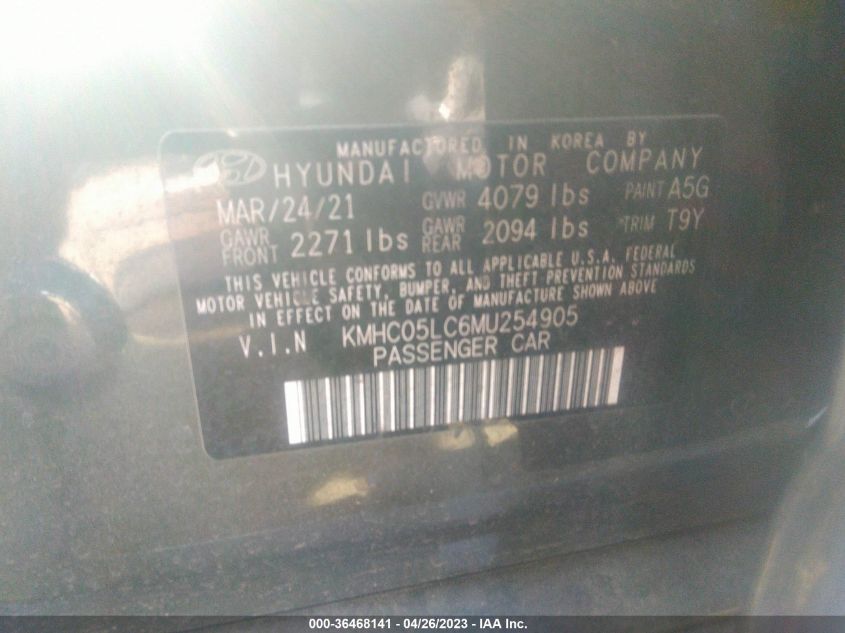 MANUFACTURED IN KOREA BY
HYUNDAI MOTOR COMPANY
MAR/24/21 GVWR 4079 lbs PAINT A5G
GAWR FRONT 2271 lbs GAWR REAR 2094 lbs TRIM T9Y
THIS VEHICLE CONFORMS TO ALL APPLICABLE U.S.A. FEDERAL
MOTOR VEHICLE SAFETY, BUMPER, AND THEFT PREVENTION STANDARDS
IN EFFECT ON THE DATE OF MANUFACTURE SHOWN ABOVE
V.I.N KMHC05LC6MU254905
PASSENGER CAR
000-36468141 - 04/26/2023 - IAA Inc.